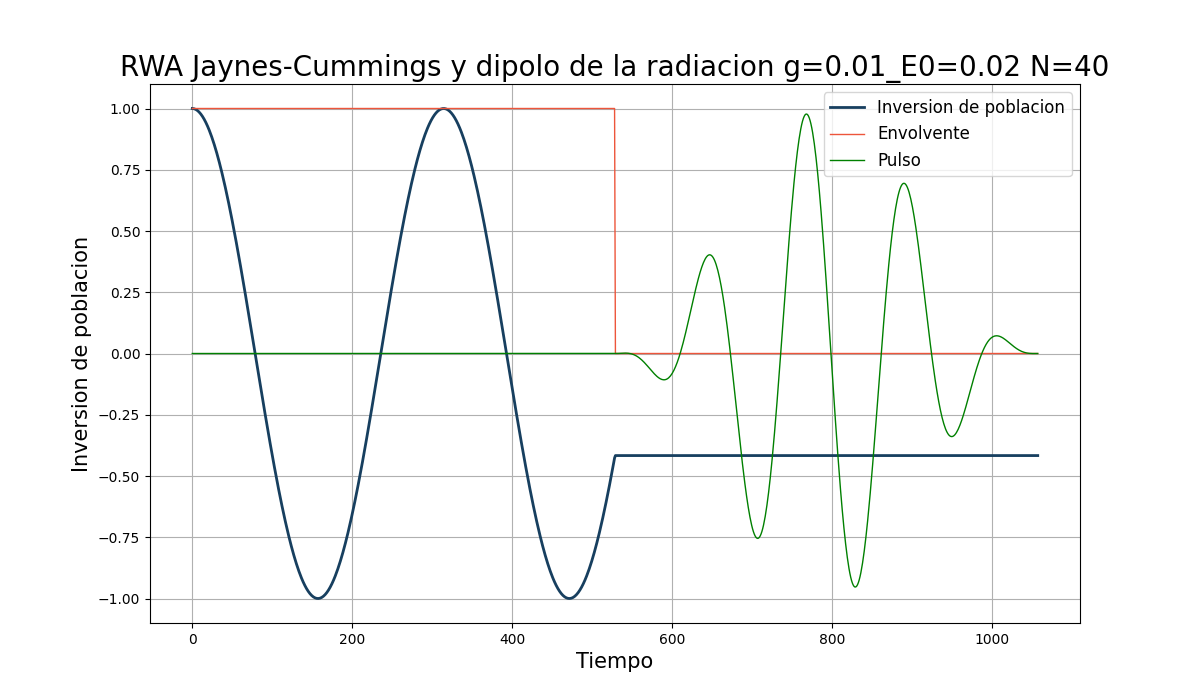 RWA Jaynes-Cummings y dipolo de la radiacion g=0.01_E0=0.02 N=40
Inversion de poblacion
Envolvente
Pulso
Inversion de poblacion
1.00
0.75
0.50
0.25
0.00
−0.25
−0.50
−0.75
−1.00
0
200
400
600
800
1000
Tiempo